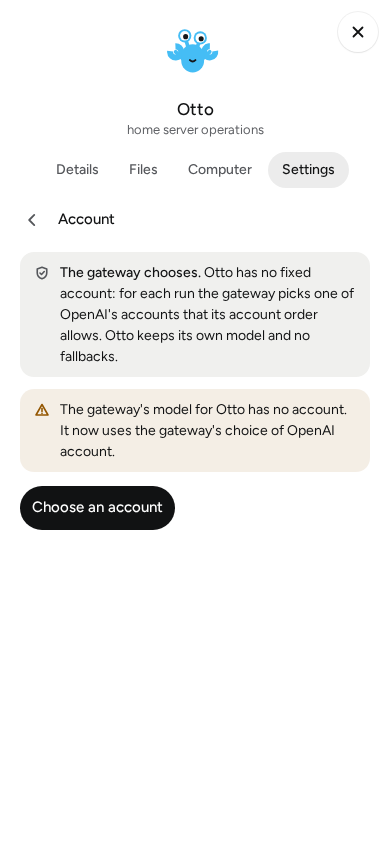 Otto
home server operations
Details
Files
Computer
Settings
Account
The gateway chooses. Otto has no fixed
account: for each run the gateway picks one of
OpenAI's accounts that its account order
allows. Otto keeps its own model and no
fallbacks.
The gateway's model for Otto has no account.
It now uses the gateway's choice of OpenAI
account.
Choose an account